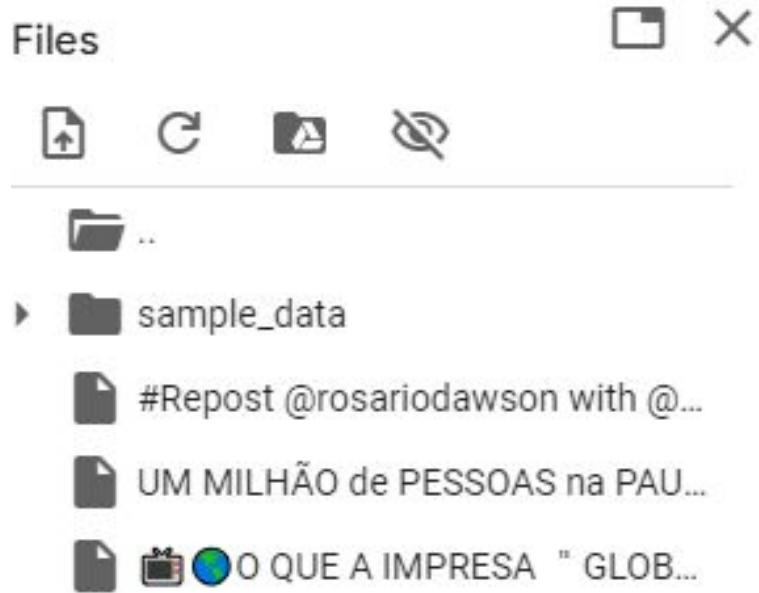 Files
..
sample_data
#Repost @rosariodawson with @...
UM MILHÃO de PESSOAS na PAU...
📺🌎O QUE A IMPRESA " GLOB...